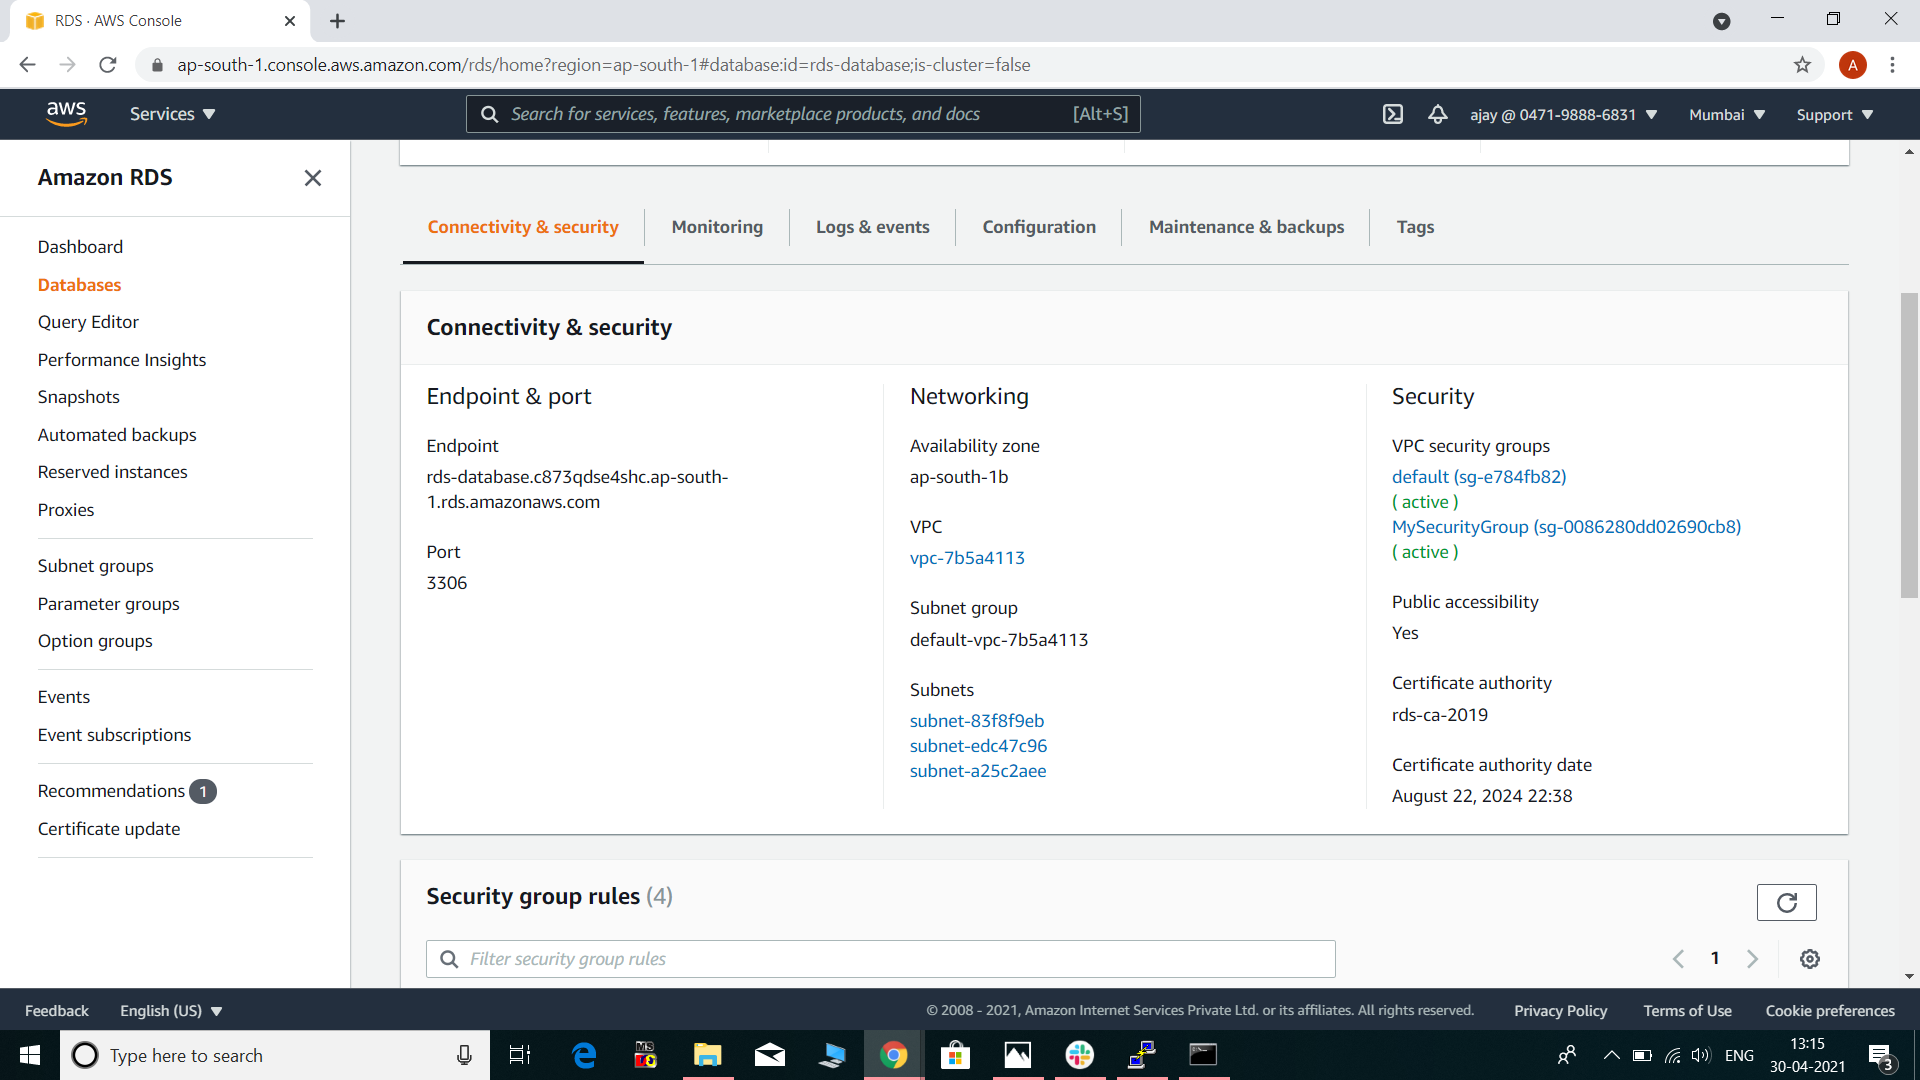 RDS · AWS Console
ap-south-1.console.aws.amazon.com/rds/home?region=ap-south-1#database:id=rds-database;is-cluster=false
A
aws
Services
Search for services, features, marketplace products, and docs
[Alt+S]
ajay @ 0471-9888-6831
Mumbai
Support
Amazon RDS
Dashboard
Databases
Query Editor
Performance Insights
Snapshots
Automated backups
Reserved instances
Proxies
Subnet groups
Parameter groups
Option groups
Events
Event subscriptions
Recommendations 1
Certificate update
Connectivity & security
Monitoring
Logs & events
Configuration
Maintenance & backups
Tags
Connectivity & security
Endpoint & port
Endpoint
rds-database.c873qdse4shc.ap-south-
1.rds.amazonaws.com
Port
3306
Networking
Availability zone
ap-south-1b
VPC
vpc-7b5a4113
Subnet group
default-vpc-7b5a4113
Subnets
subnet-83f8f9eb
subnet-edc47c96
subnet-a25c2aee
Security
VPC security groups
default (sg-e784fb82)
( active )
MySecurityGroup (sg-0086280dd02690cb8)
( active )
Public accessibility
Yes
Certificate authority
rds-ca-2019
Certificate authority date
August 22, 2024 22:38
Security group rules (4)
Filter security group rules
1
Feedback
English (US)
© 2008 - 2021, Amazon Internet Services Private Ltd. or its affiliates. All rights reserved.
Privacy Policy
Terms of Use
Cookie preferences
Type here to search
MS
ENG
13:15
30-04-2021
3